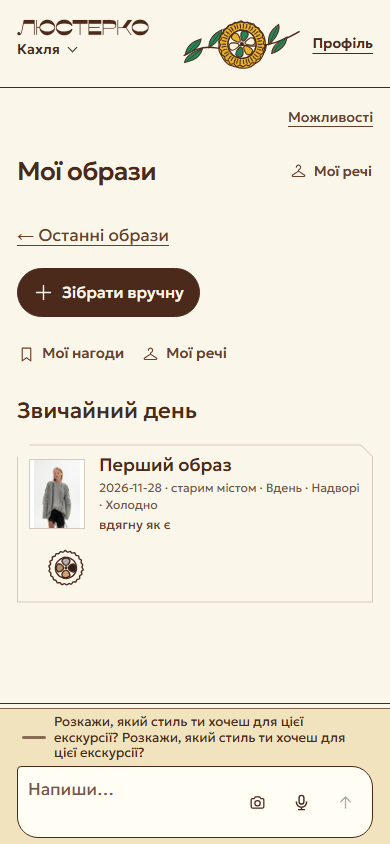 ЛЮСТЕРКО
Кахля
Профіль
Можливості
Мої образи
Мої речі
← Останні образи
Зібрати вручну
Мої нагоди
Мої речі
Звичайний день
Перший образ
2026-11-28 · старим містом · Вдень · Надворі
· Холодно
вдягну як є
Розкажи, який стиль ти хочеш для цієї
екскурсії? Розкажи, який стиль ти хочеш для
цієї екскурсії?
Напиши...